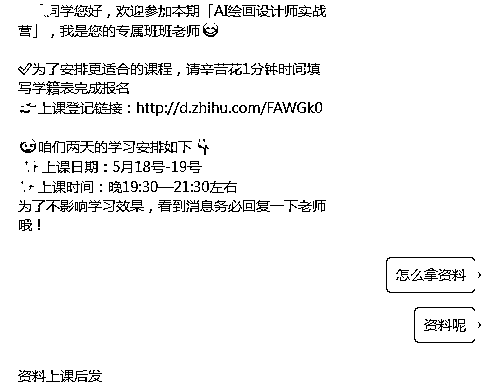 同学您好，欢迎参加本期「AI绘画设计师实战
营」，我是您的专属班班老师
为了安排更适合的课程，请辛苦花1分钟时间填
写学籍表完成报名
上课登记链接：http://d.zhihu.com/FAWGk0
咱们两天的学习安排如下
上课日期：5月18号-19号
上课时间：晚19:30—21:30左右
为了不影响学习效果，看到消息务必回复一下老师
哦！
怎么拿资料
资料呢
资料上课后发